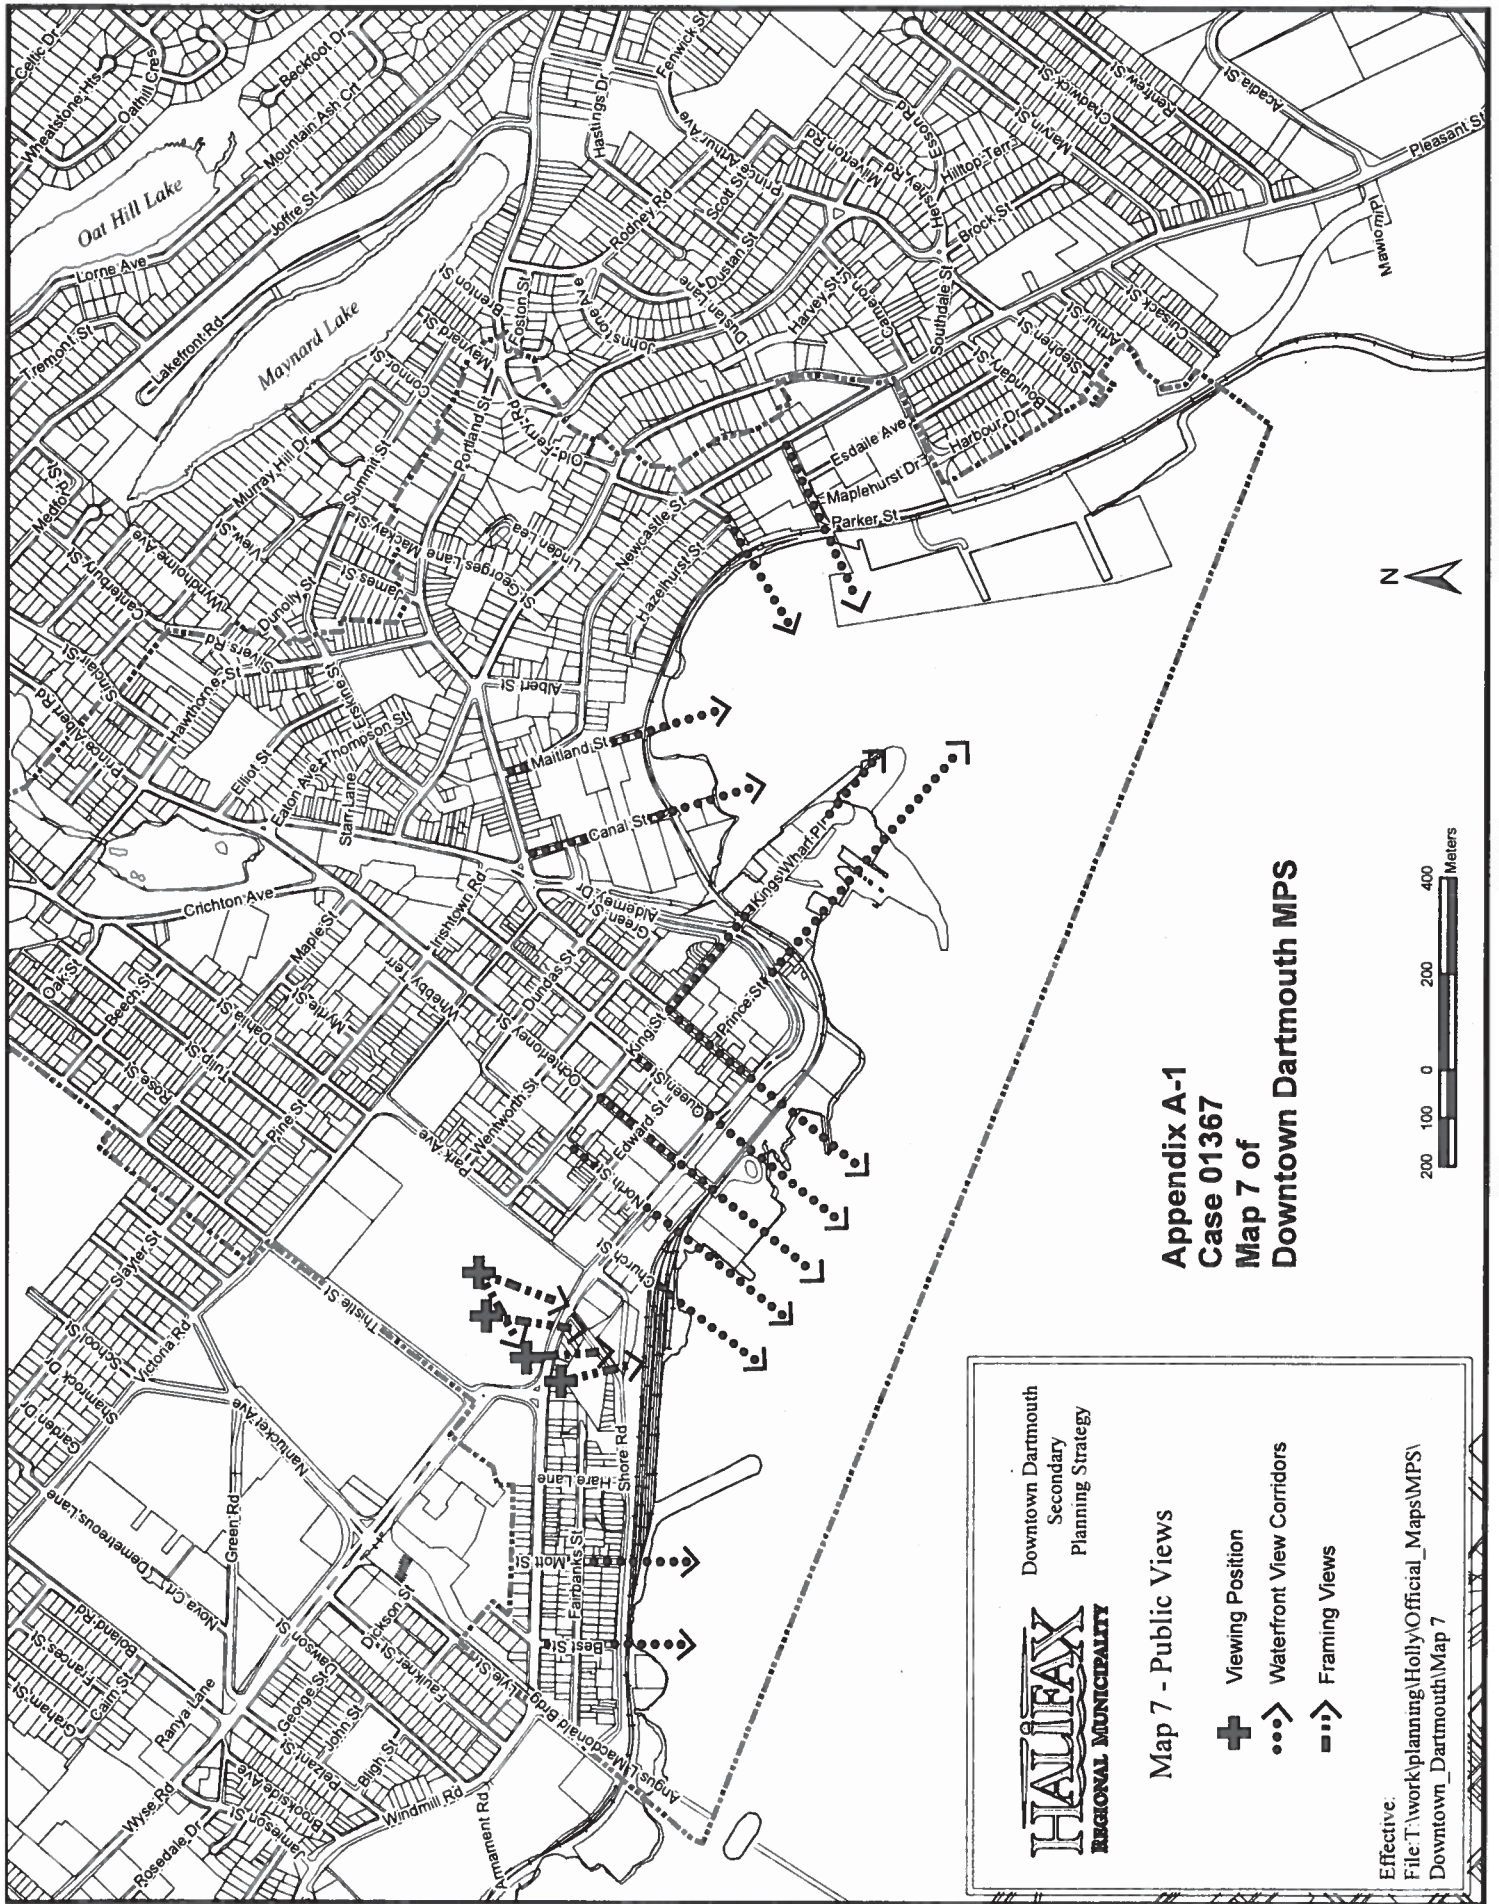 Appendix A-1
Case 01367
Map 7 of
Downtown Dartmouth MPS
HALIFAX
REGIONAL MUNICIPALITY
Downtown Dartmouth
Secondary
Planning Strategy
Map 7 - Public Views
Viewing Position
Waterfront View Corridors
Framing Views
Effective:
File:T:\work\planning\Holly\Official_Maps\MPS\
Downtown_Dartmouth\Map 7
200 100 0 200 400
Meters
N
Oat Hill Lake
Maynard Lake
Celtic Dr
Wheatstone Hts
Oathill Cres
Backfoot Dr
Mountain Ash Crt
Joffre St
Lorne Ave
Tremont St
Lakefront Rd
Hastings Dr
Fenwick St
Prince Arthur Ave
Rodney Rd
Scott St
Milverton Rd
Esson Rd
Hersey Rd
Hilltop Terr
Brock St
Marvin St
Chadwick St
Renfrew St
Acadia St
Pleasant St
Mawiomi Pl
Brenton St
Boston St
Maynard St
Connor St
Johnstone Ave
Dustan St
Dustan Lane
Harvey St
Cameron St
Southdale St
Stephen St
Arthur St
Cusack St
Boundary St
Harbour Dr
Esdaile Ave
Maplehurst Dr
Parker St
Old Ferry Rd
Portland St
Murray Hill Dr
Summit St
Mackay St
James St
View St
Wyndholme Ave
Canterbury St
Medford St
Dunolly St
Silvers Rd
Sinclair St
Hawthorne St
Prince Albert Rd
Erskine St
Thompson St
Eaton Ave
Elliot St
Starr Lane
St Georges Lane
Linden Lea
Newcastle St
Hazelhurst St
Albert St
Maitland St
Canal St
Kings Wharf Pl
Alderney Dr
Green St
Irishtown Rd
Crichton Ave
Maple St
Oak St
Beech St
Dahlia St
Tulip St
Rose St
Myrtle St
Whebby Terr
Pine St
Dundas St
Ochterloney St
King St
Prince St
Queen St
Wentworth St
Edward St
North St
Park Ave
Church St
Shore Rd
Thistle St
Slayter St
School St
Victoria Rd
Shamrock Dr
Garden Dr
Nantucket Ave
Green Rd
Demetreous Lane
Nova Crt
Boland Rd
Frances St
Cairn St
Graham St
Ranya Lane
Wyse Rd
Rosedale Dr
Jamieson St
Brookside Ave
Pelzant St
George St
John St
Dawson St
Bligh St
Windmill Rd
Faulkner St
Dickson St
Lyle St
Armament Rd
Angus L Macdonald Brdg
Best St
Fairbanks St
Mott St
Hare Lane